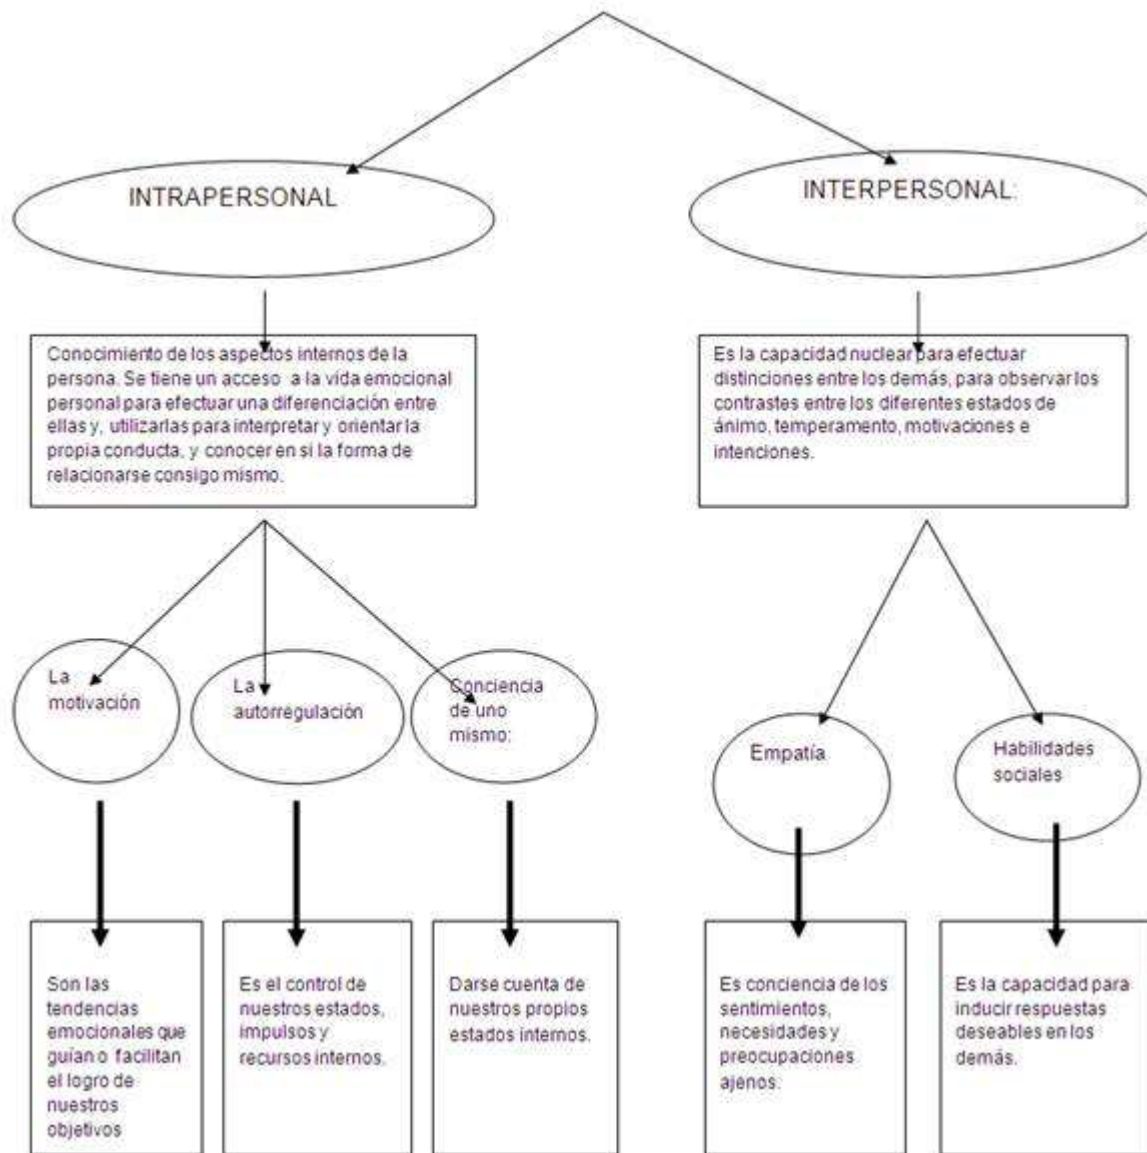 INTRAPERSONAL
INTERPERSONAL:
Conocimiento de los aspectos internos de la
persona. Se tiene un acceso a la vida emocional
personal para efectuar una diferenciación entre
ellas y, utilizarlas para interpretar y orientar la
propia conducta, y conocer en si la forma de
relacionarse consigo mismo.
Es la capacidad nuclear para efectuar
distinciones entre los demás, para observar los
contrastes entre los diferentes estados de
ánimo, temperamento, motivaciones e
intenciones.
La
motivación
La
autorregulación
Conciencia
de uno
mismo:
Empatía
Habilidades
sociales
Son las
tendencias
emocionales que
guían o facilitan
el logro de
nuestros
objetivos
Es el control de
nuestros estados,
impulsos y
recursos internos.
Darse cuenta de
nuestros propios
estados internos.
Es conciencia de los
sentimientos,
necesidades y
preocupaciones
ajenos.
Es la capacidad para
inducir respuestas
deseables en los
demás.